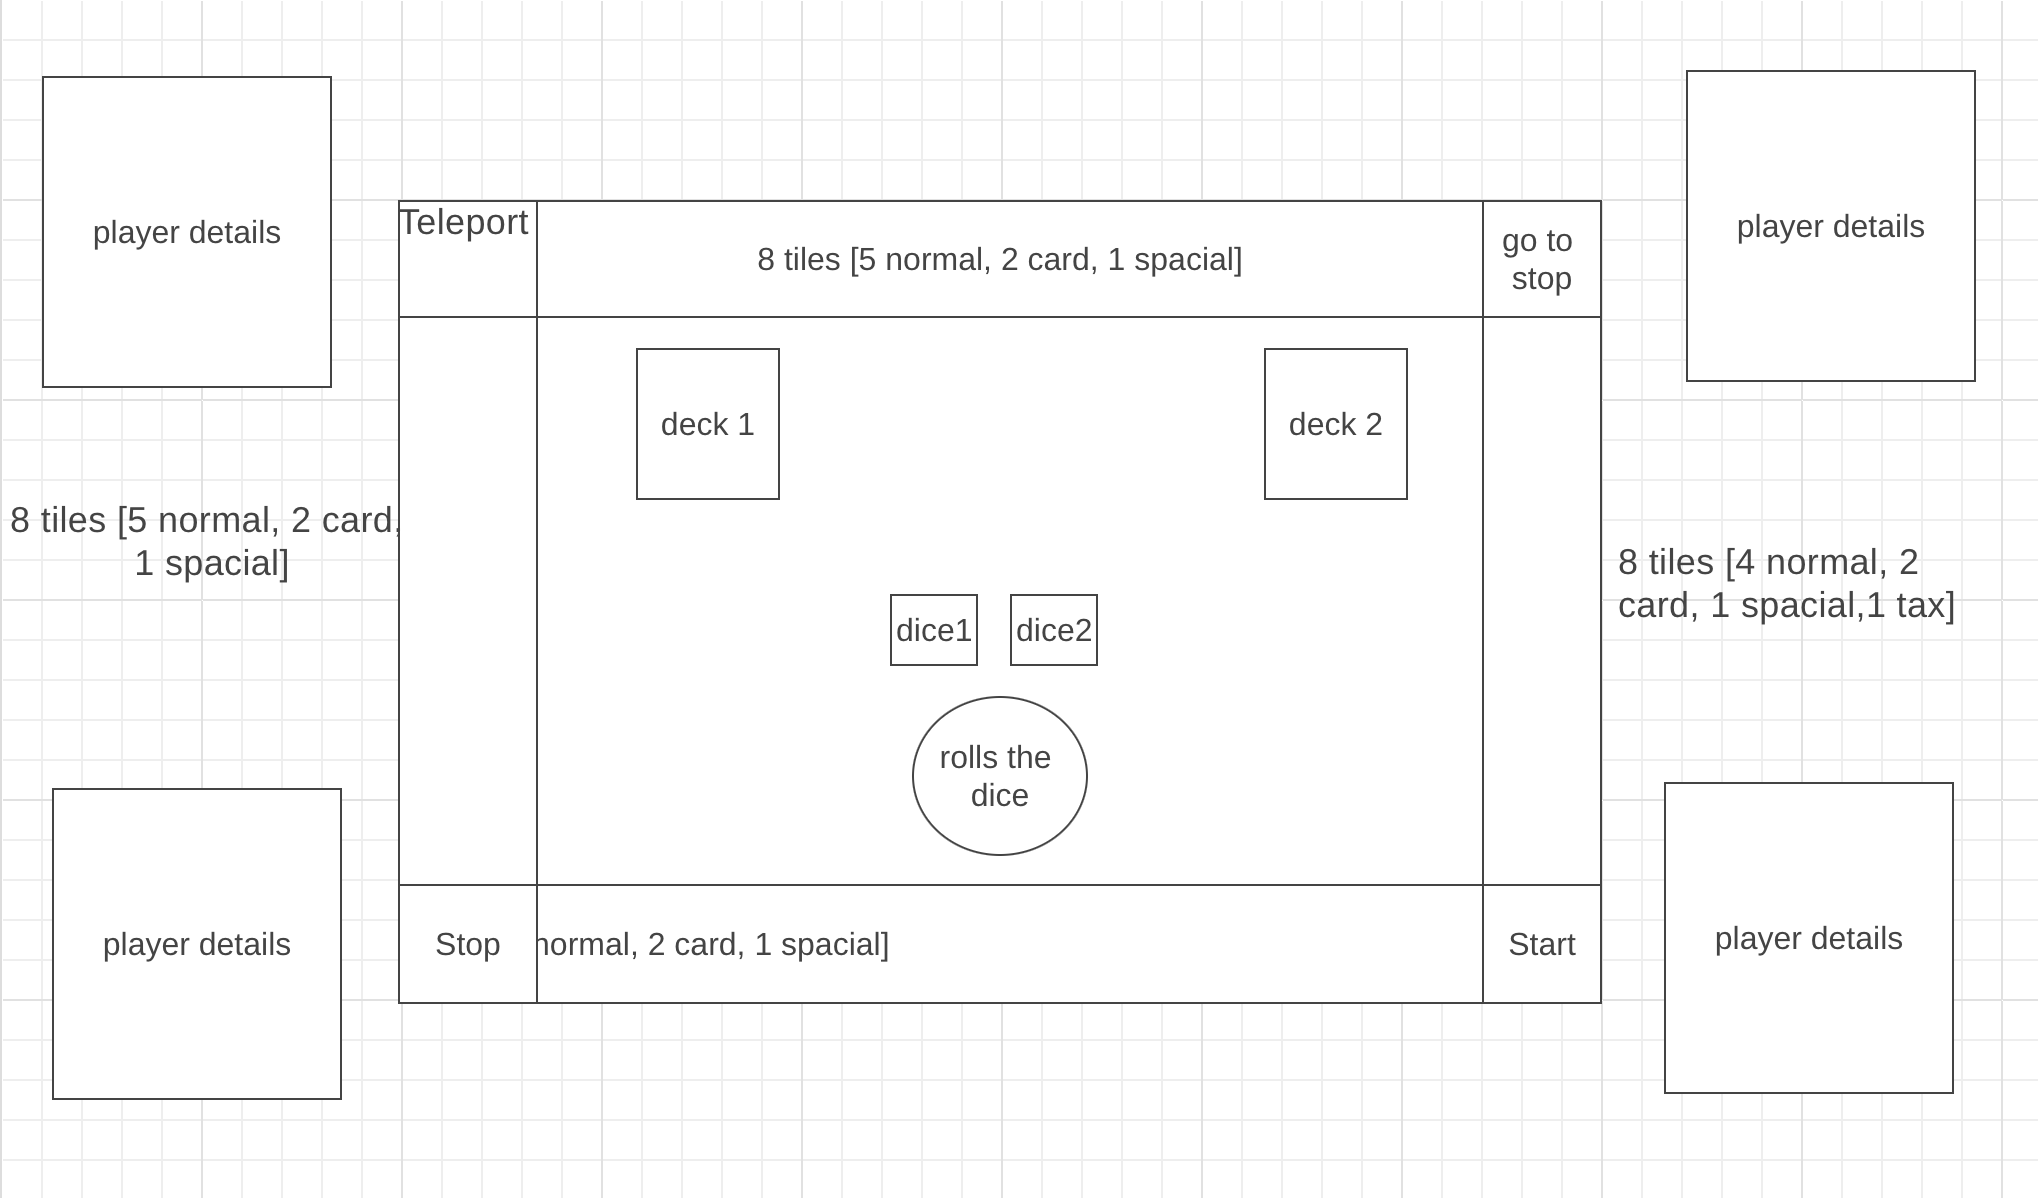 player details
player details
Teleport
8 tiles [5 normal, 2 card, 1 spacial]
go to
stop
deck 1
deck 2
8 tiles [5 normal, 2 card,
1 spacial]
8 tiles [4 normal, 2
card, 1 spacial,1 tax]
dice1
dice2
rolls the
dice
player details
Stop
normal, 2 card, 1 spacial]
Start
player details